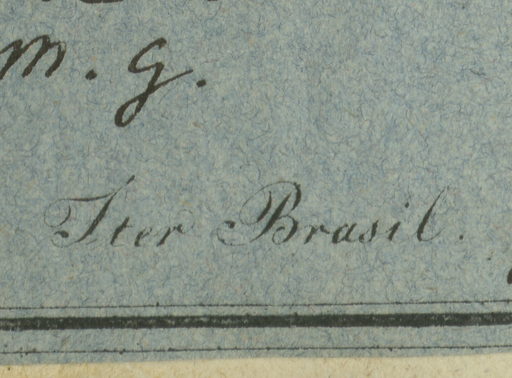 m. g.
Iter Brasil.